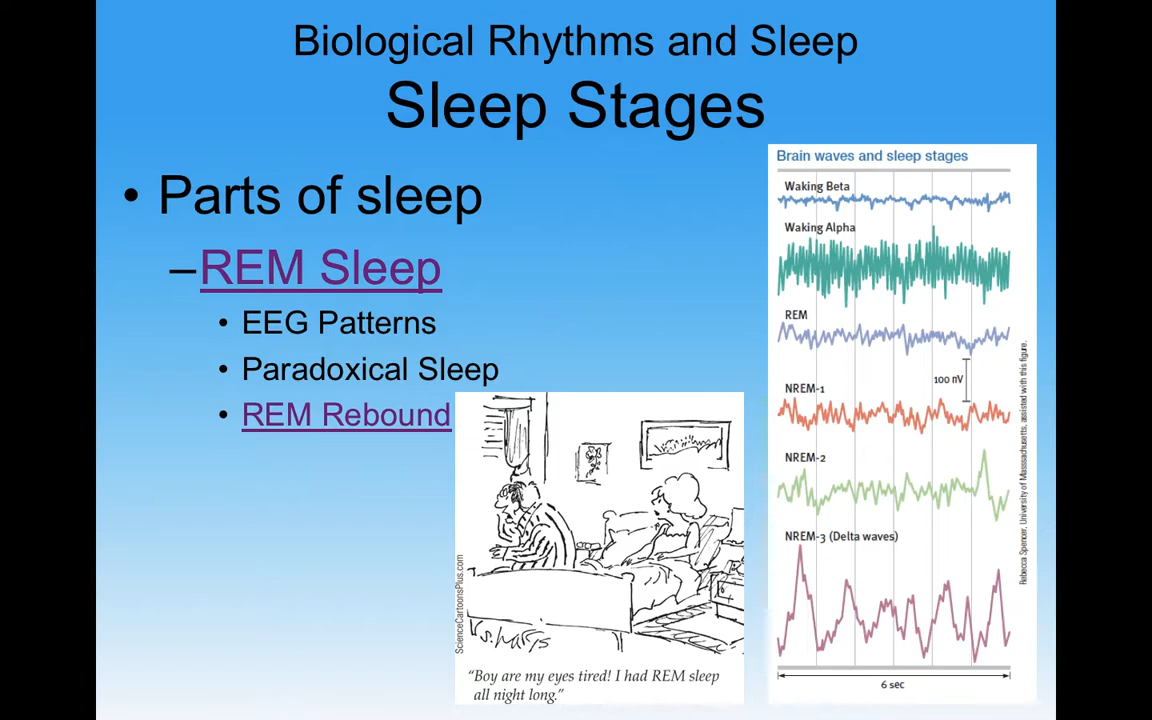 Biological Rhythms and Sleep
Sleep Stages
• Parts of sleep
–REM Sleep
• EEG Patterns
• Paradoxical Sleep
• REM Rebound
ScienceCartoonsPlus.com
S. Harris
"Boy are my eyes tired! I had REM sleep
all night long."
Brain waves and sleep stages
Waking Beta
Waking Alpha
REM
100 nV
NREM-1
NREM-2
NREM-3 (Delta waves)
6 sec
Rebecca Spencer, University of Masssachusetts, assisted with this figure.